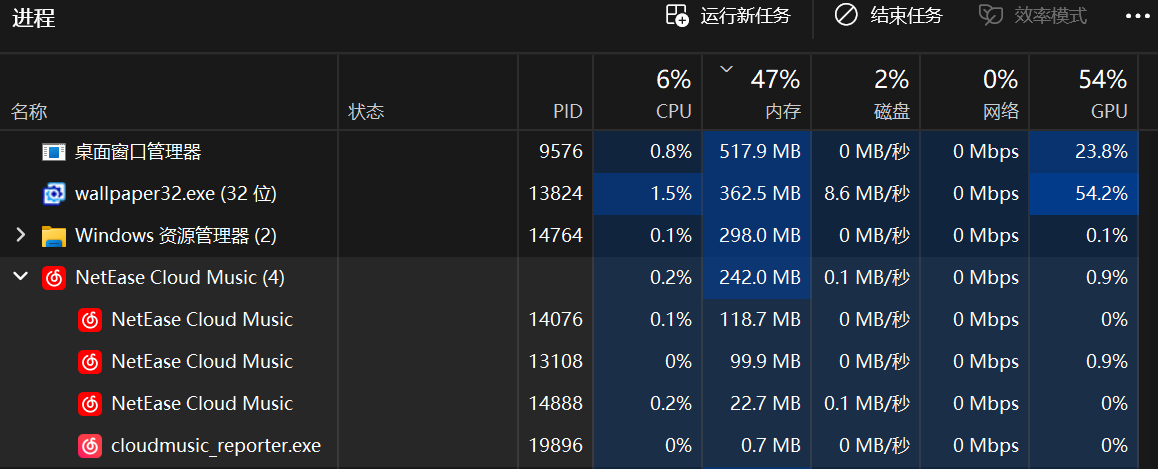 进程 运行新任务 结束任务 效率模式
6% 47% 2% 0% 54%
名称 状态 PID CPU 内存 磁盘 网络 GPU
桌面窗口管理器 9576 0.8% 517.9 MB 0 MB/秒 0 Mbps 23.8%
wallpaper32.exe (32 位) 13824 1.5% 362.5 MB 8.6 MB/秒 0 Mbps 54.2%
Windows 资源管理器 (2) 14764 0.1% 298.0 MB 0 MB/秒 0 Mbps 0.1%
NetEase Cloud Music (4) 0.2% 242.0 MB 0.1 MB/秒 0 Mbps 0.9%
NetEase Cloud Music 14076 0.1% 118.7 MB 0 MB/秒 0 Mbps 0%
NetEase Cloud Music 13108 0% 99.9 MB 0 MB/秒 0 Mbps 0.9%
NetEase Cloud Music 14888 0.2% 22.7 MB 0.1 MB/秒 0 Mbps 0%
cloudmusic_reporter.exe 19896 0% 0.7 MB 0 MB/秒 0 Mbps 0%